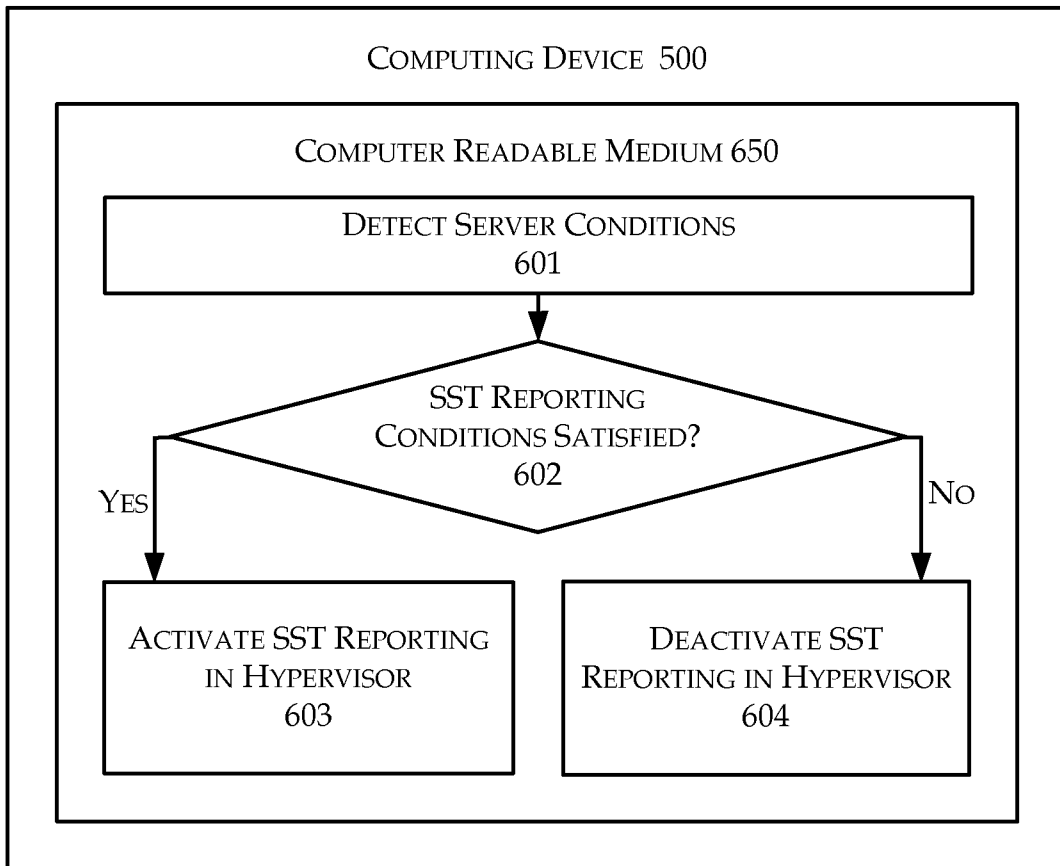 COMPUTING DEVICE 500
COMPUTER READABLE MEDIUM 650
DETECT SERVER CONDITIONS
601
SST REPORTING
CONDITIONS SATISFIED?
602
YES
NO
ACTIVATE SST REPORTING
IN HYPERVISOR
603
DEACTIVATE SST
REPORTING IN HYPERVISOR
604